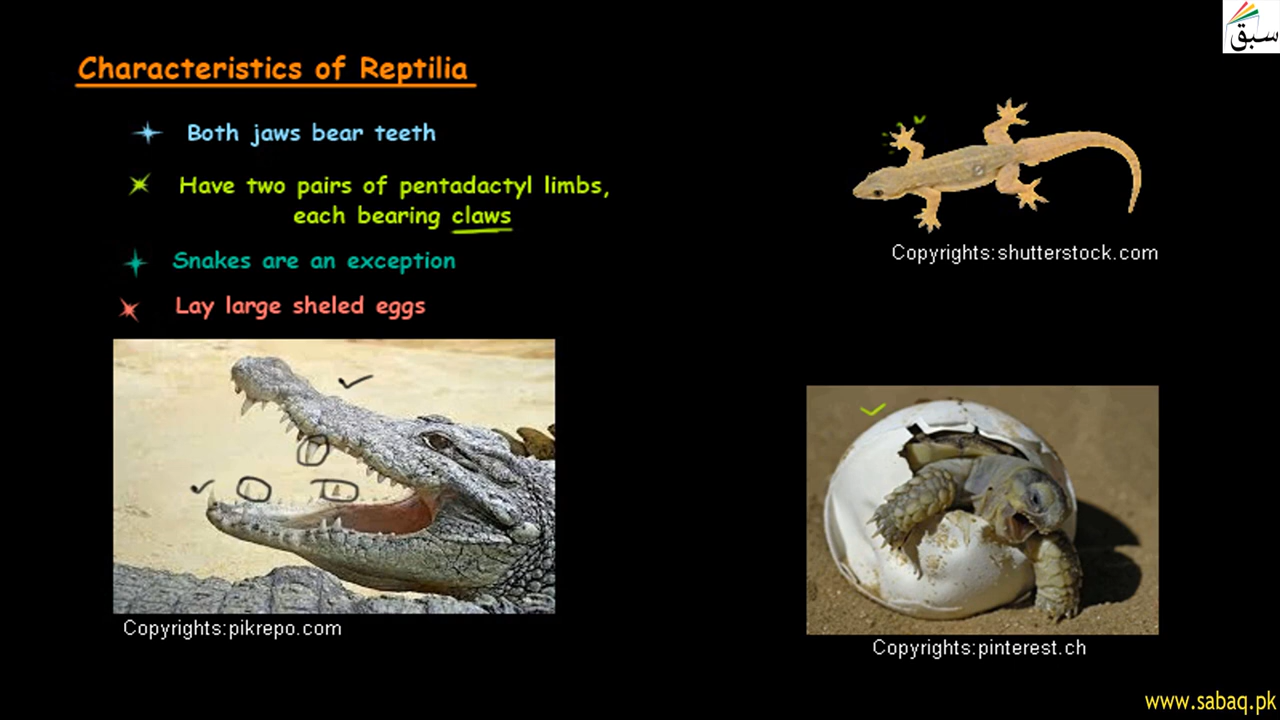 سبق
Characteristics of Reptilia
Both jaws bear teeth
Have two pairs of pentadactyl limbs,
each bearing claws
Snakes are an exception
Lay large sheled eggs
Copyrights:shutterstock.com
Copyrights:pikrepo.com
Copyrights:pinterest.ch
www.sabaq.pk